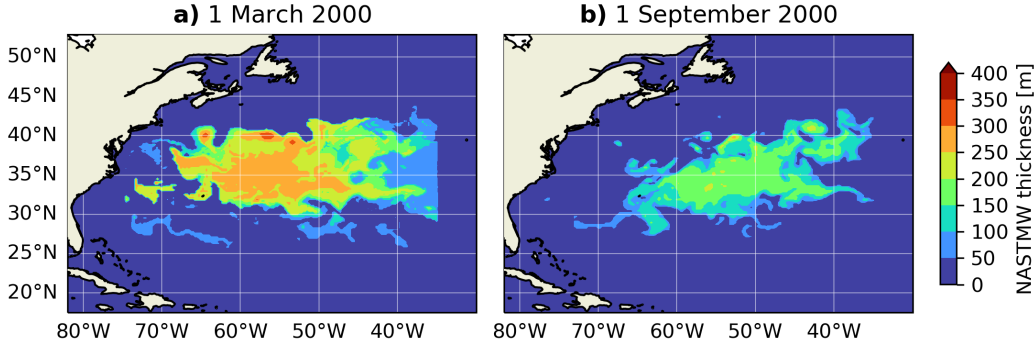 a) 1 March 2000
b) 1 September 2000
50°N
45°N
40°N
35°N
30°N
25°N
20°N
80°W 70°W 60°W 50°W 40°W
80°W 70°W 60°W 50°W 40°W
400
350
300
250
200
150
100
50
0
NASTMW thickness [m]